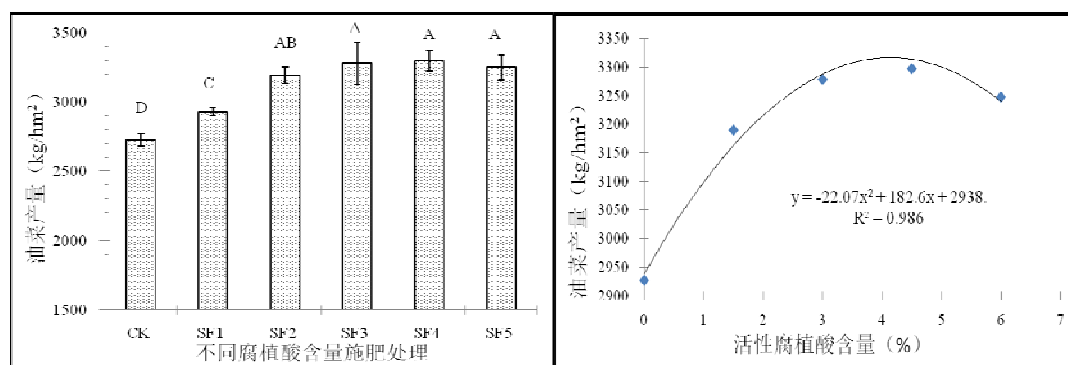 油菜产量（kg/hm²）
3500
3000
2500
2000
1500
D
C
AB
A
A
A
CK
SF1
SF2
SF3
SF4
SF5
不同腐植酸含量施肥处理
油菜产量（kg/hm²）
3350
3300
3250
3200
3150
3100
3050
3000
2950
2900
y = -22.07x² + 182.6x + 2938.
R² = 0.986
0
1
2
3
4
5
6
7
活性腐植酸含量（%）